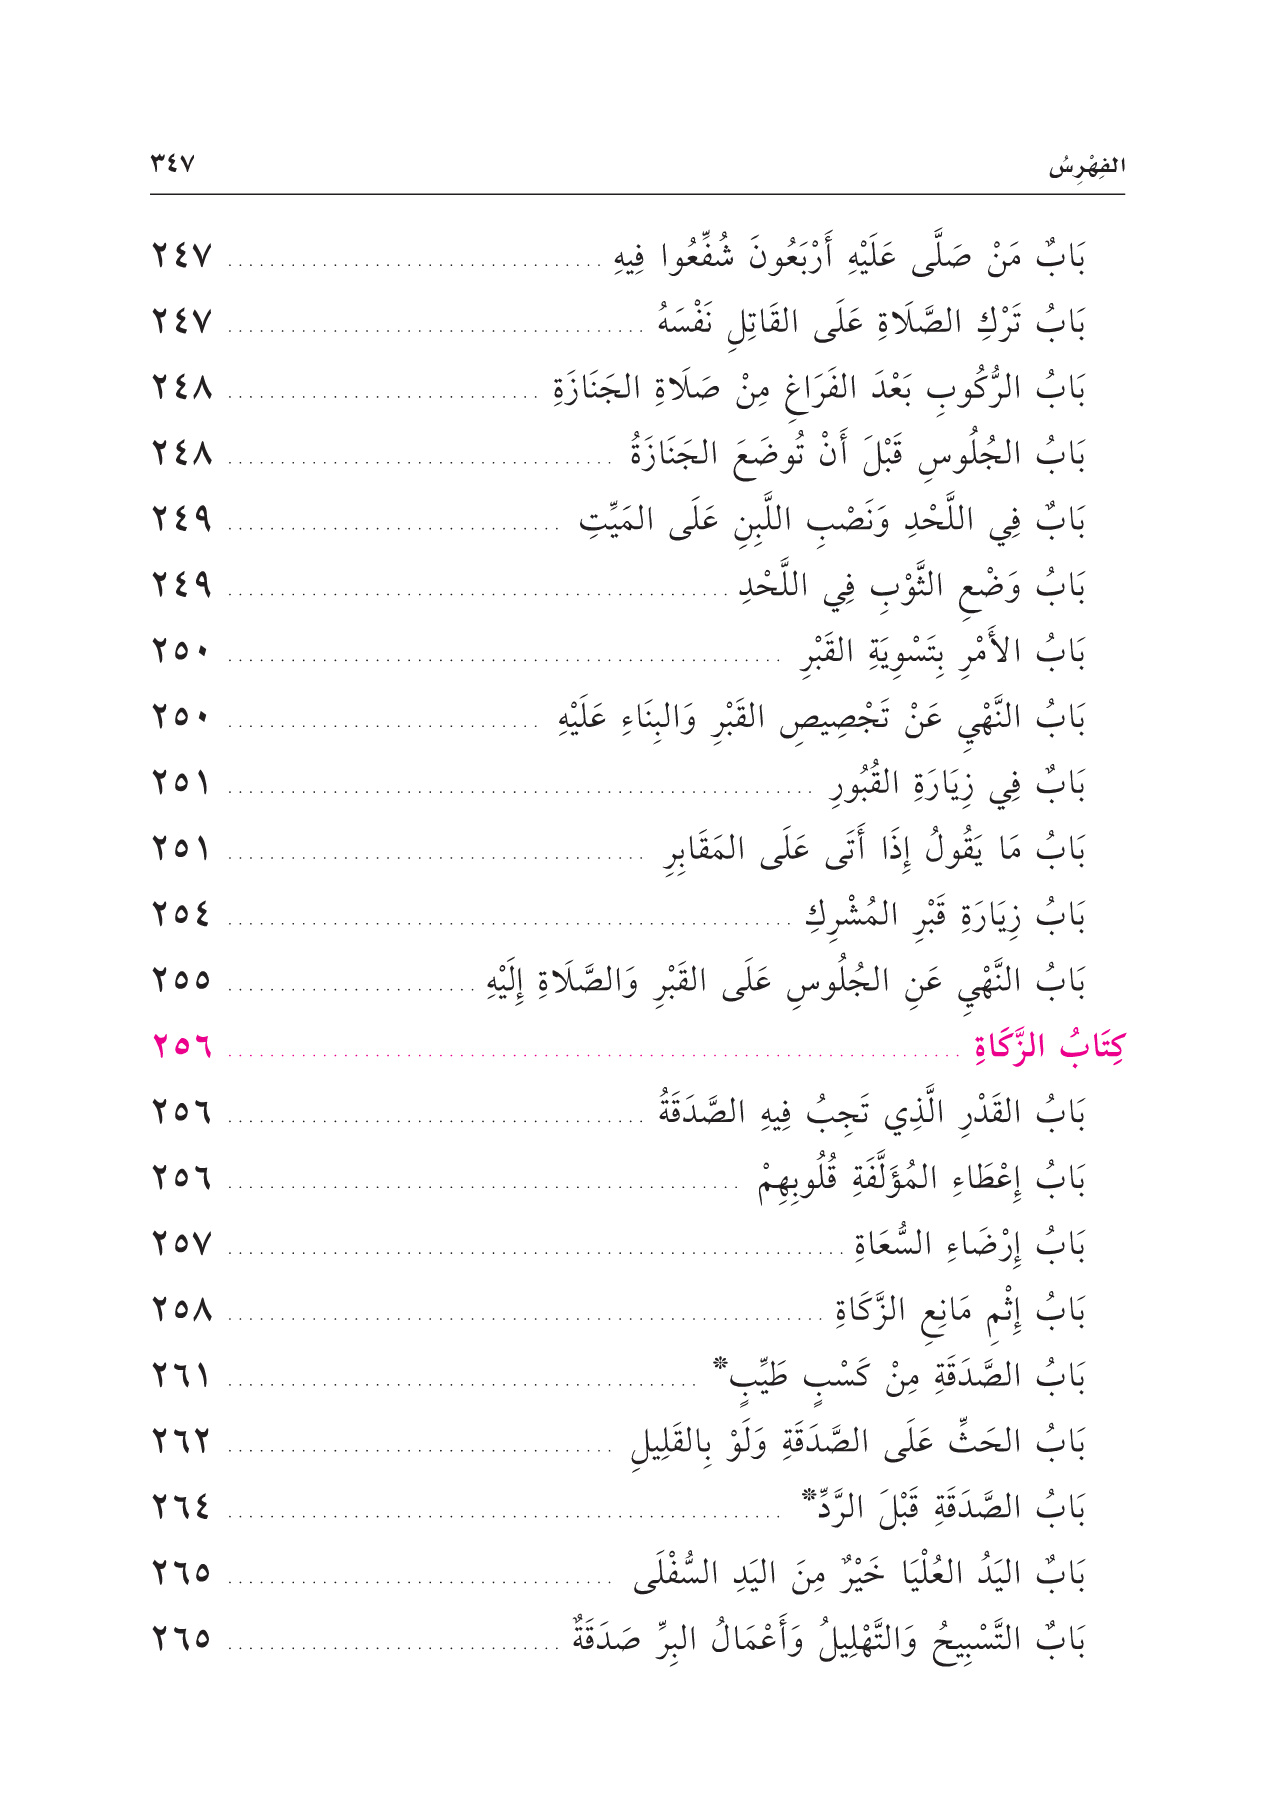 الفِهْرِسُ ٣٤٧
بَابٌ مَنْ صَلَّى عَلَيْهِ أَرْبَعُونَ شُفِّعُوا فِيهِ ٢٤٧
بَابُ تَرْكِ الصَّلَاةِ عَلَى القَاتِلِ نَفْسَهُ ٢٤٧
بَابُ الرُّكُوبِ بَعْدَ الفَرَاغِ مِنْ صَلَاةِ الجَنَازَةِ ٢٤٨
بَابُ الجُلُوسِ قَبْلَ أَنْ تُوضَعَ الجَنَازَةُ ٢٤٨
بَابٌ فِي اللَّحْدِ وَنَصْبِ اللَّبِنِ عَلَى المَيِّتِ ٢٤٩
بَابُ وَضْعِ الثَّوْبِ فِي اللَّحْدِ ٢٤٩
بَابُ الأَمْرِ بِتَسْوِيَةِ القَبْرِ ٢٥٠
بَابُ النَّهْيِ عَنْ تَجْصِيصِ القَبْرِ وَالبِنَاءِ عَلَيْهِ ٢٥٠
بَابٌ فِي زِيَارَةِ القُبُورِ ٢٥١
بَابُ مَا يَقُولُ إِذَا أَتَى عَلَى المَقَابِرِ ٢٥١
بَابُ زِيَارَةِ قَبْرِ المُشْرِكِ ٢٥٤
بَابُ النَّهْيِ عَنِ الجُلُوسِ عَلَى القَبْرِ وَالصَّلَاةِ إِلَيْهِ ٢٥٥
كِتَابُ الزَّكَاةِ ٢٥٦
بَابُ القَدْرِ الَّذِي تَجِبُ فِيهِ الصَّدَقَةُ ٢٥٦
بَابُ إِعْطَاءِ المُؤَلَّفَةِ قُلُوبِهِمْ ٢٥٦
بَابُ إِرْضَاءِ السُّعَاةِ ٢٥٧
بَابُ إِثْمِ مَانِعِ الزَّكَاةِ ٢٥٨
بَابُ الصَّدَقَةِ مِنْ كَسْبٍ طَيِّبٍ* ٢٦١
بَابُ الحَثِّ عَلَى الصَّدَقَةِ وَلَوْ بِالقَلِيلِ ٢٦٢
بَابُ الصَّدَقَةِ قَبْلَ الرَّدِّ* ٢٦٤
بَابٌ اليَدُ العُلْيَا خَيْرٌ مِنَ اليَدِ السُّفْلَى ٢٦٥
بَابٌ التَّسْبِيحُ وَالتَّهْلِيلُ وَأَعْمَالُ البِرِّ صَدَقَةٌ ٢٦٥